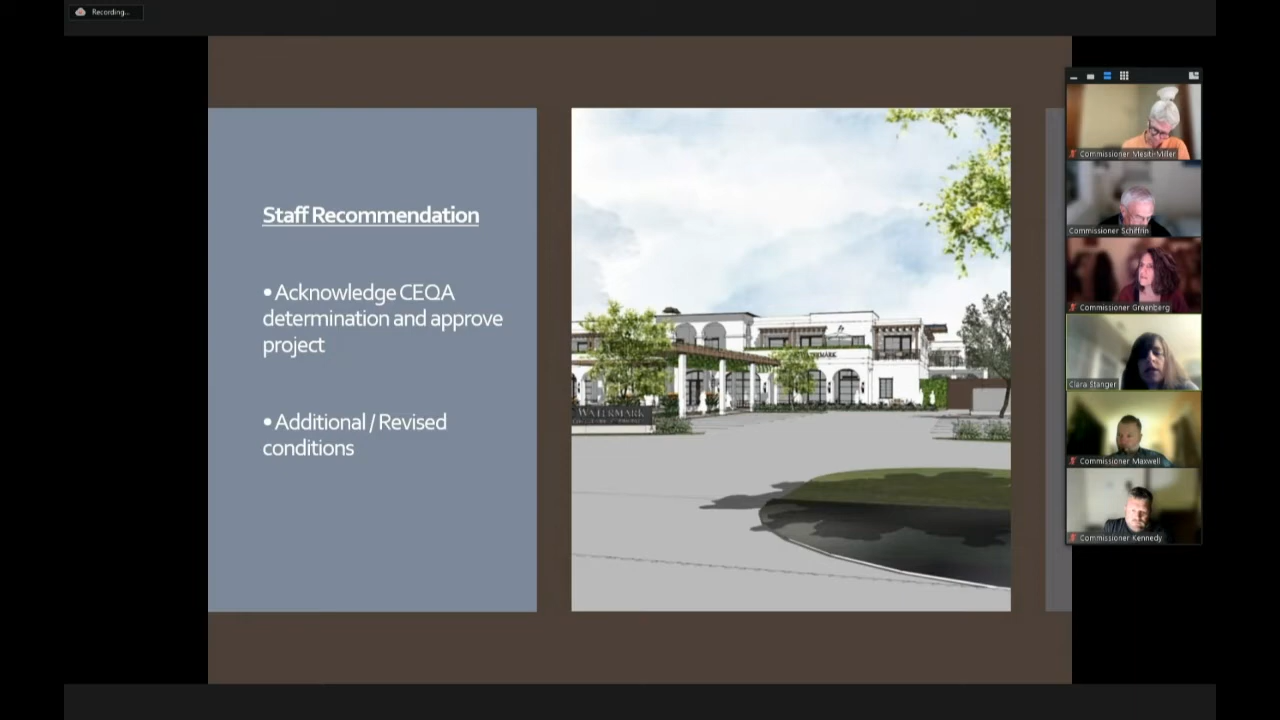 Recording...
Staff Recommendation
• Acknowledge CEQA
determination and approve
project
• Additional / Revised
conditions
WATERMARK
Commissioner Mesiti-Miller
Commissioner Schiffrin
Commissioner Greenberg
Clara Stanger
Commissioner Maxwell
Commissioner Kennedy